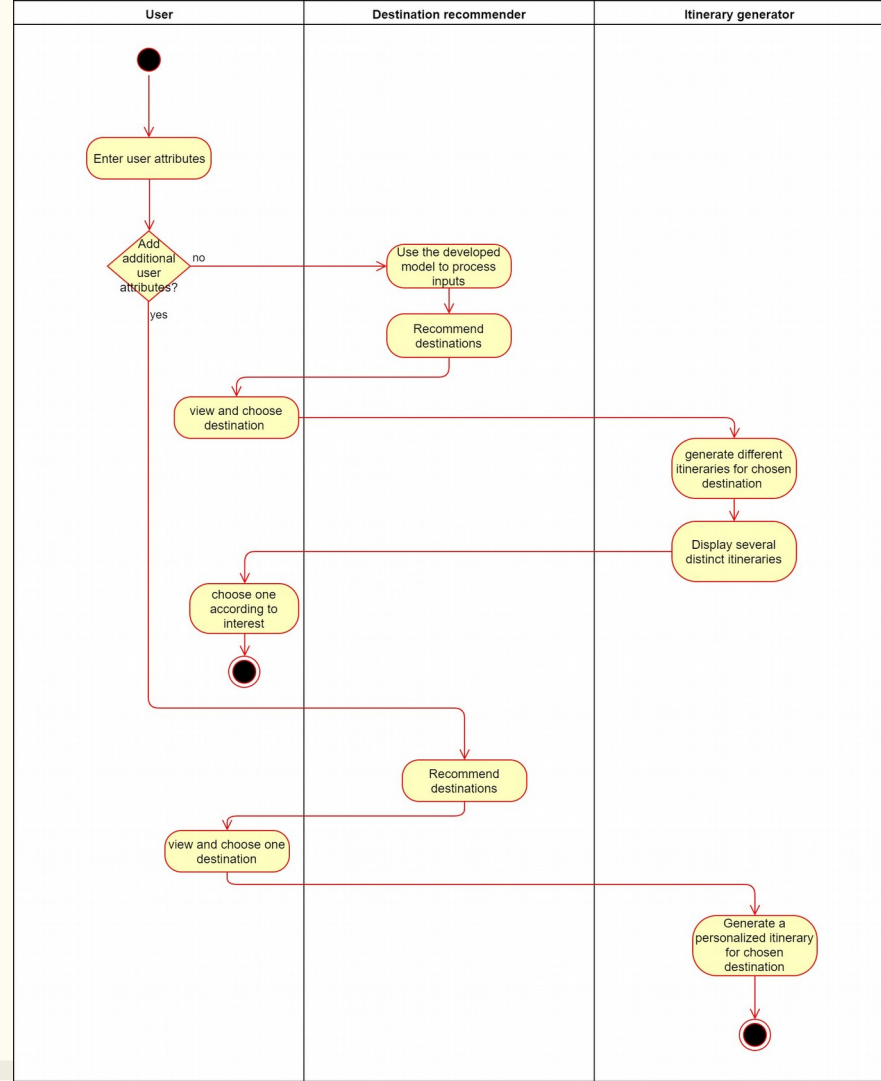 User
Destination recommender
Itinerary generator
Enter user attributes
Add
additional
user
attributes?
no
yes
Use the developed
model to process
inputs
Recommend
destinations
view and choose
destination
generate different
itineraries for chosen
destination
Display several
distinct itineraries
choose one
according to
interest
Recommend
destinations
view and choose one
destination
Generate a
personalized itinerary
for chosen
destination